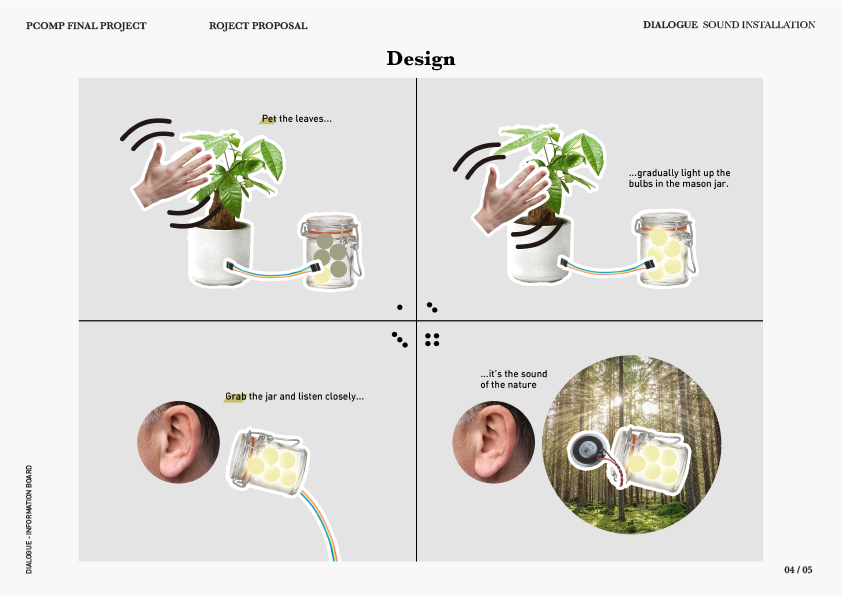 PCOMP FINAL PROJECT
ROJECT PROPOSAL
DIALOGUE SOUND INSTALLATION
Design
Pet the leaves...
...gradually light up the
bulbs in the mason jar.
Grab the jar and listen closely...
...it's the sound
of the nature
DIALOGUE - INFORMATION BOARD
04 / 05